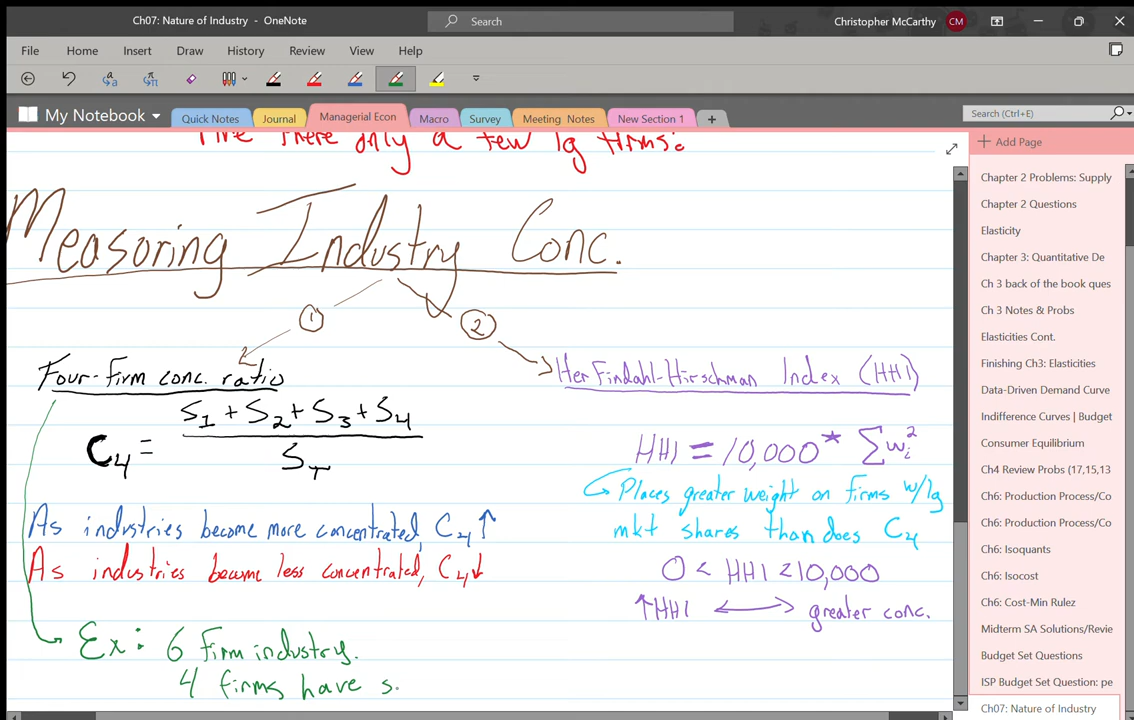 Ch07: Nature of Industry - OneNote
Search
Christopher McCarthy
CM
File Home Insert Draw History Review View Help
My Notebook
Quick Notes
Journal
Managerial Econ
Macro
Survey
Meeting Notes
New Section 1
Search (Ctrl+E)
Are there only a few lg firms?
Add Page
Measuring Industry Conc.
1
2
Four-firm conc. ratio
C4 = (S1 + S2 + S3 + S4) / ST
As industries become more concentrated, C4 ↑
As industries become less concentrated, C4 ↓
Ex: 6 firm industry.
4 firms have s
Herfindahl-Hirschman Index (HHI)
HHI = 10,000 * Σwi²
Places greater weight on firms w/lg
mkt shares than does C4
0 < HHI < 10,000
↑HHI ⟷ greater conc.
Chapter 2 Problems: Supply
Chapter 2 Questions
Elasticity
Chapter 3: Quantitative De
Ch 3 back of the book ques
Ch 3 Notes & Probs
Elasticities Cont.
Finishing Ch3: Elasticities
Data-Driven Demand Curve
Indifference Curves | Budget
Consumer Equilibrium
Ch4 Review Probs (17,15,13
Ch6: Production Process/Co
Ch6: Production Process/Co
Ch6: Isoquants
Ch6: Isocost
Ch6: Cost-Min Rulez
Midterm SA Solutions/Revie
Budget Set Questions
ISP Budget Set Question: pe
Ch07: Nature of Industry